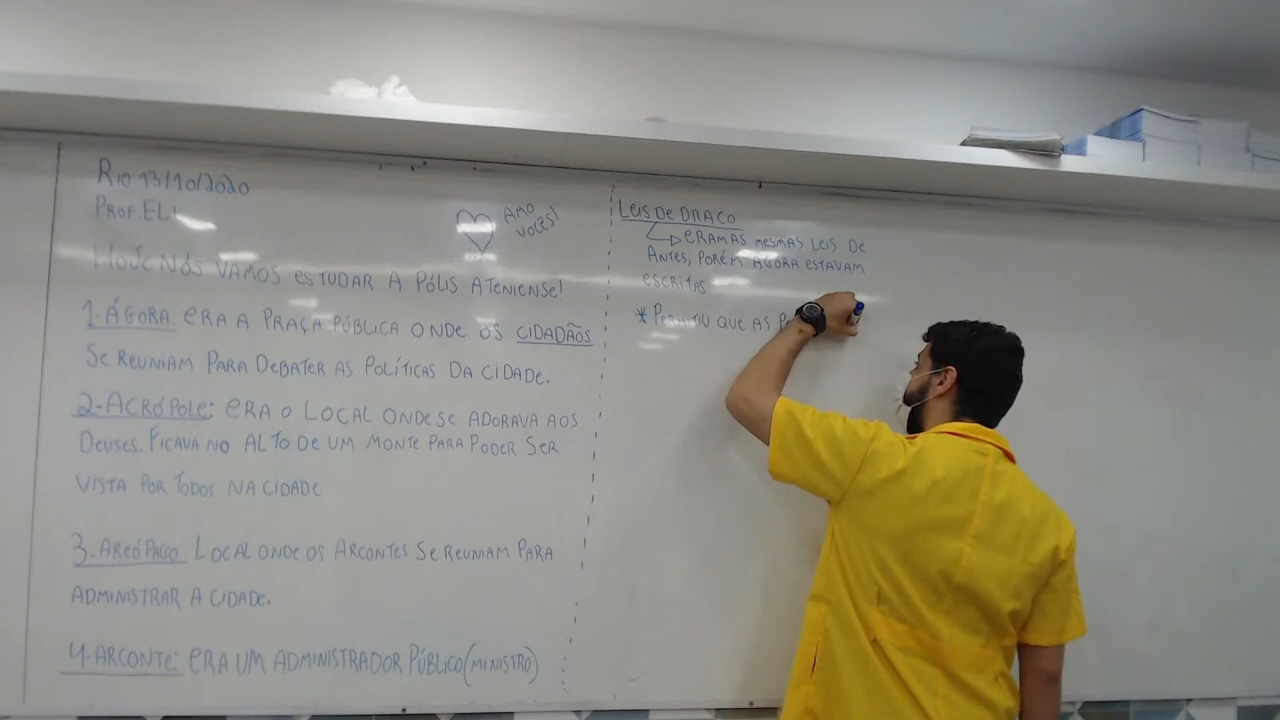 RIO 13/10/2020
PROF. ELI
AMO
VOCÊS!
HOJE NÓS VAMOS ESTUDAR A PÓLIS ATENIENSE!
1-ÁGORA ERA A PRAÇA PÚBLICA ONDE OS CIDADÃOS
SE REUNIAM PARA DEBATER AS POLÍTICAS DA CIDADE.
2-ACRÓPOLE: ERA O LOCAL ONDE SE ADORAVA AOS
DEUSES. FICAVA NO ALTO DE UM MONTE PARA PODER SER
VISTA POR TODOS NA CIDADE
3-AREÓPAGO LOCAL ONDE OS ARCONTES SE REUNIAM PARA
ADMINISTRAR A CIDADE.
4-ARCONTE: ERA UM ADMINISTRADOR PÚBLICO (MINISTRO)
LEIS DE DRACO
ERAM AS MESMAS LEIS DE
ANTES, PORÉM AGORA ESTAVAM
ESCRITAS
* PERMITIU QUE AS